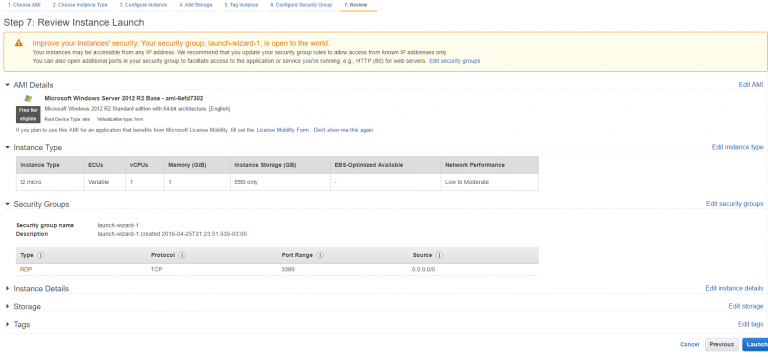 1. Choose AMI 2. Choose Instance Type 3. Configure Instance 4. Add Storage 5. Tag Instance 6. Configure Security Group 7. Review
Step 7: Review Instance Launch
Improve your instances' security. Your security group, launch-wizard-1, is open to the world.
Your instances may be accessible from any IP address. We recommend that you update your security group rules to allow access from known IP addresses only.
You can also open additional ports in your security group to facilitate access to the application or service you're running, e.g., HTTP (80) for web servers. Edit security groups
AMI Details Edit AMI
Microsoft Windows Server 2012 R2 Base - ami-6efd7302
Free tier eligible
Microsoft Windows 2012 R2 Standard edition with 64-bit architecture. [English]
Root Device Type: ebs Virtualization type: hvm
If you plan to use this AMI for an application that benefits from Microsoft License Mobility, fill out the License Mobility Form. Don't show me this again
Instance Type Edit instance type
Instance Type ECUs vCPUs Memory (GiB) Instance Storage (GB) EBS-Optimized Available Network Performance
t2.micro Variable 1 1 EBS only - Low to Moderate
Security Groups Edit security groups
Security group name launch-wizard-1
Description launch-wizard-1 created 2016-04-25T21:23:51.535-03:00
Type Protocol Port Range Source
RDP TCP 3389 0.0.0.0/0
Instance Details Edit instance details
Storage Edit storage
Tags Edit tags
Cancel Previous Launch